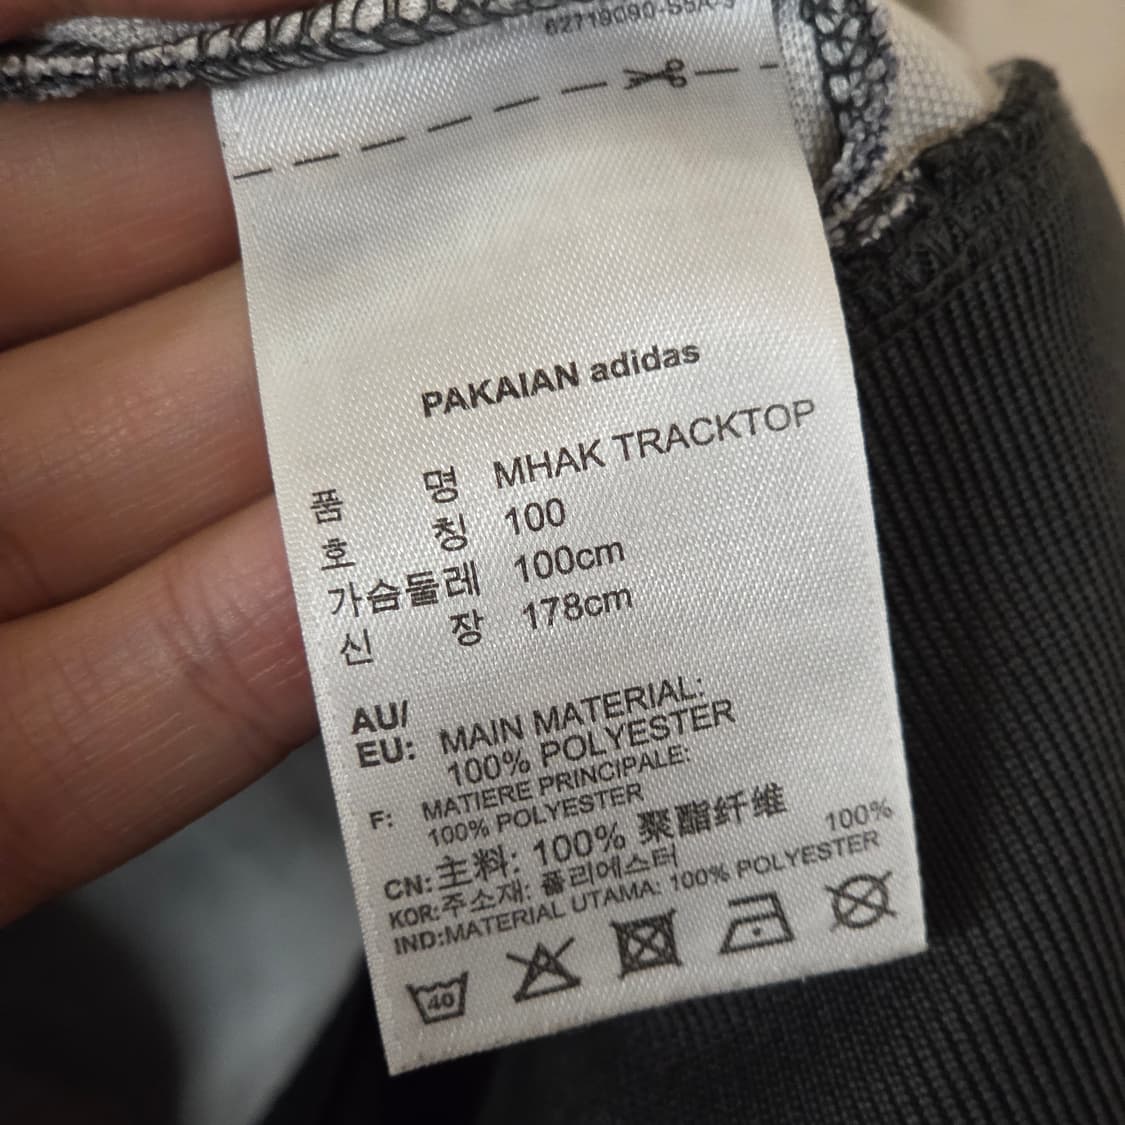 PAKAIAN adidas
품 명 MHAK TRACKTOP
호 칭 100
가슴둘레 100cm
신 장 178cm
AU/
EU: MAIN MATERIAL:
100% POLYESTER
F: MATIERE PRINCIPALE:
100% POLYESTER
CN:主料: 100% 聚酯纤维
KOR:주소재: 폴리에스터 100%
IND:MATERIAL UTAMA: 100% POLYESTER
40